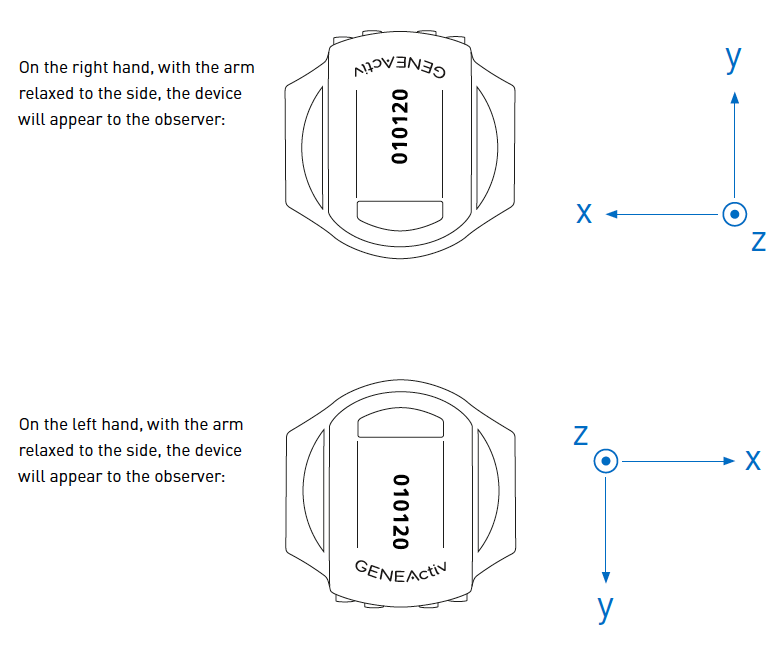 On the right hand, with the arm
relaxed to the side, the device
will appear to the observer:
GENEActiv
010120
y
x
z
On the left hand, with the arm
relaxed to the side, the device
will appear to the observer:
010120
GENEActiv
z
x
y